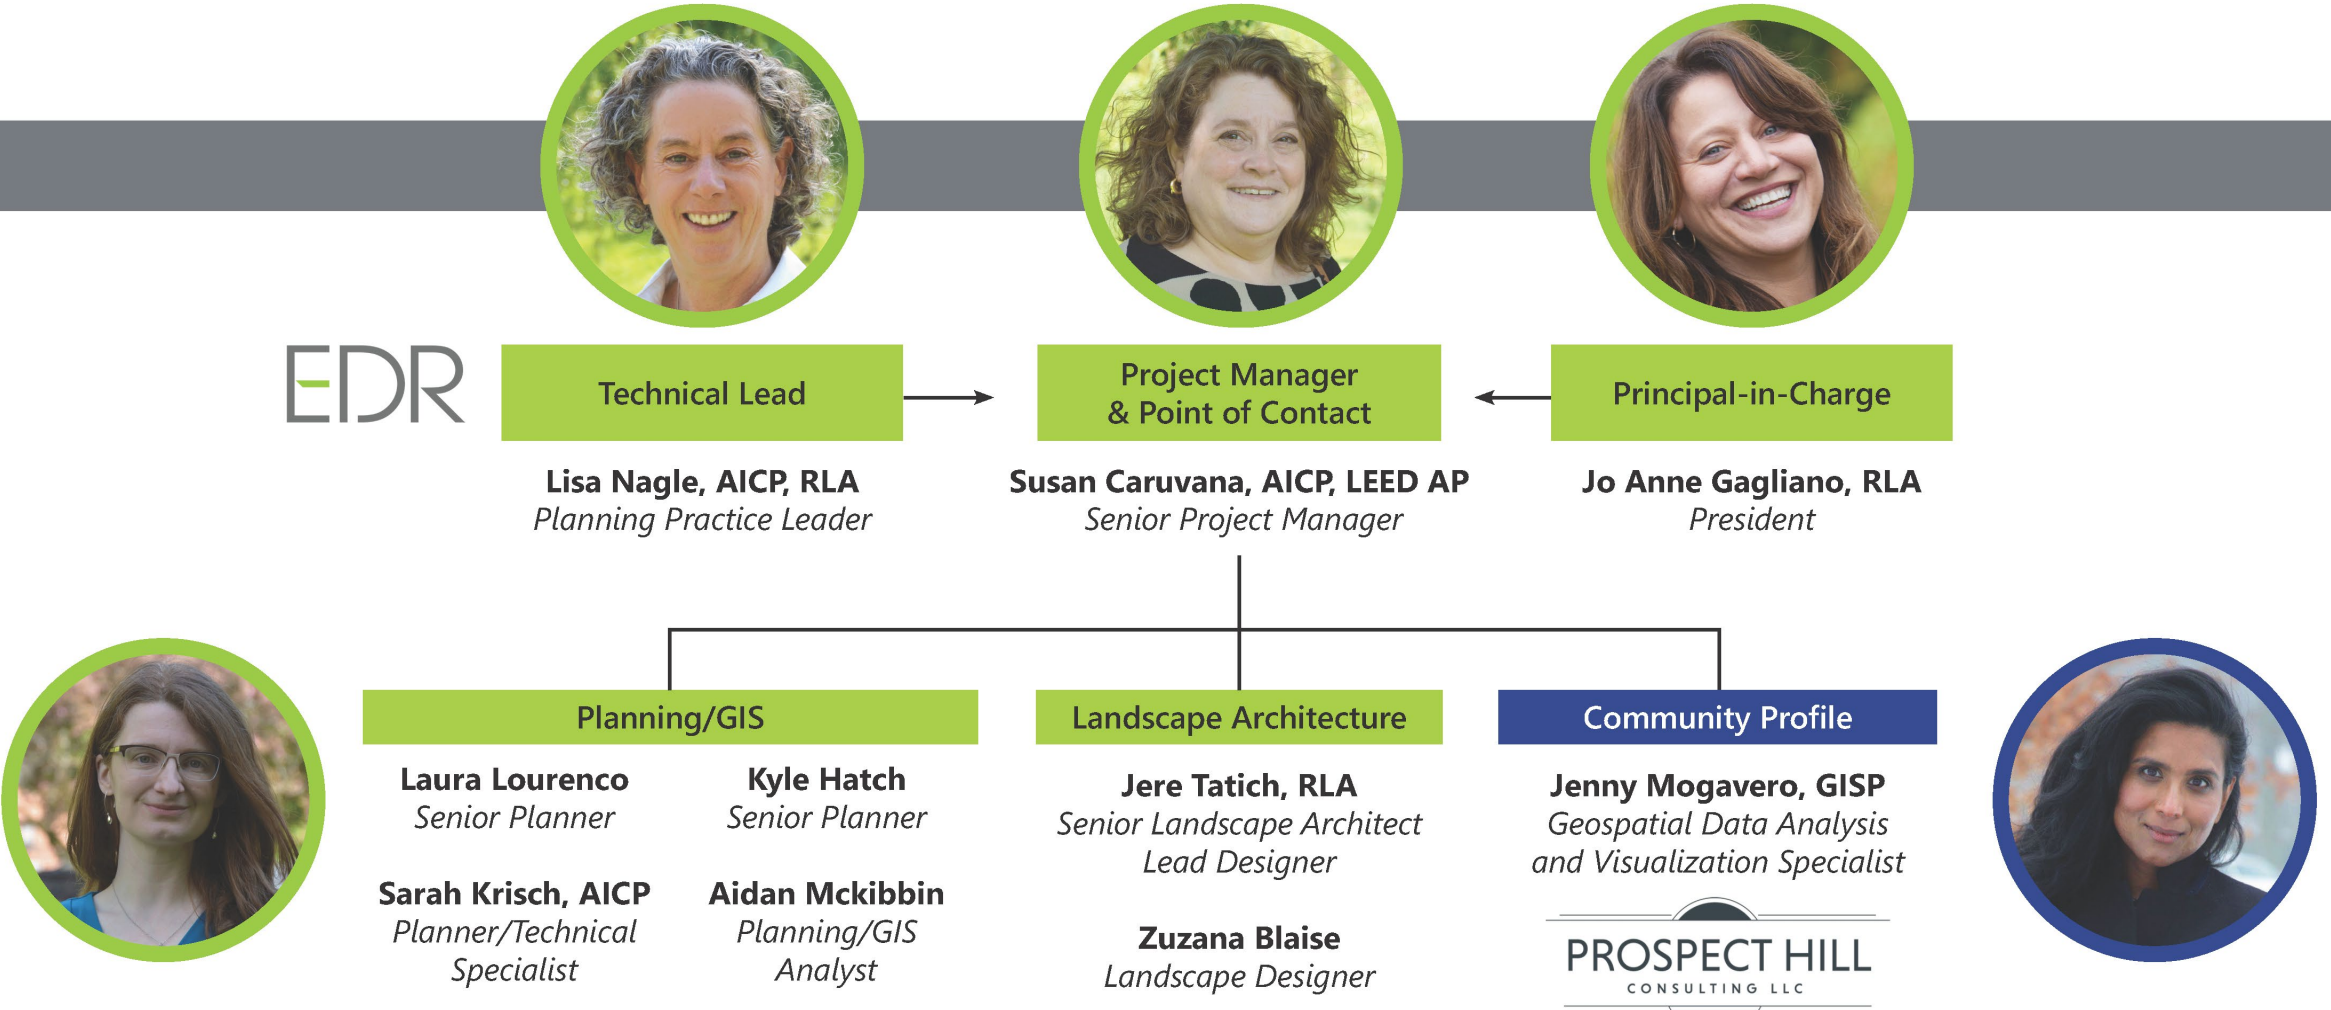 EDR
Technical Lead
Project Manager
& Point of Contact
Principal-in-Charge
Lisa Nagle, AICP, RLA
Planning Practice Leader
Susan Caruvana, AICP, LEED AP
Senior Project Manager
Jo Anne Gagliano, RLA
President
Planning/GIS
Laura Lourenco
Senior Planner
Kyle Hatch
Senior Planner
Sarah Krisch, AICP
Planner/Technical
Specialist
Aidan Mckibbin
Planning/GIS
Analyst
Landscape Architecture
Jere Tatich, RLA
Senior Landscape Architect
Lead Designer
Zuzana Blaise
Landscape Designer
Community Profile
Jenny Mogavero, GISP
Geospatial Data Analysis
and Visualization Specialist
PROSPECT HILL
CONSULTING LLC